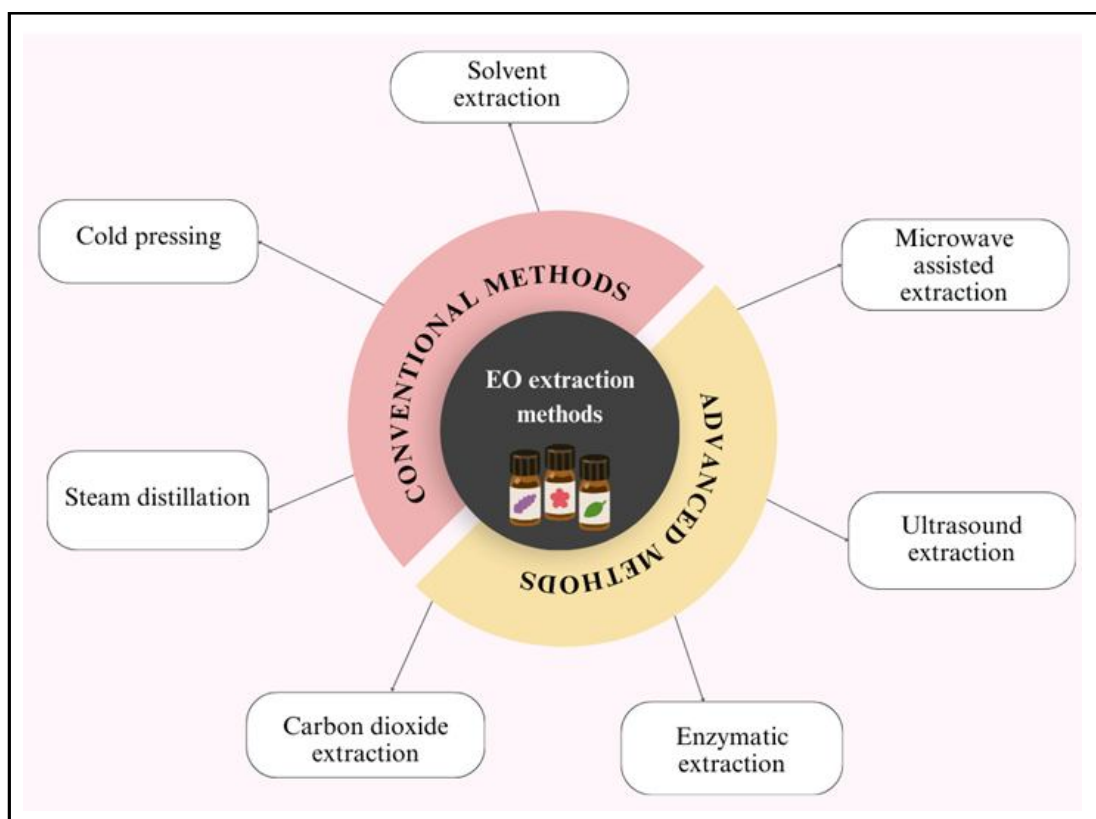 Solvent
extraction
Cold pressing
Microwave
assisted
extraction
CONVENTIONAL METHODS
EO extraction
methods
ADVANCED METHODS
Steam distillation
Ultrasound
extraction
Carbon dioxide
extraction
Enzymatic
extraction